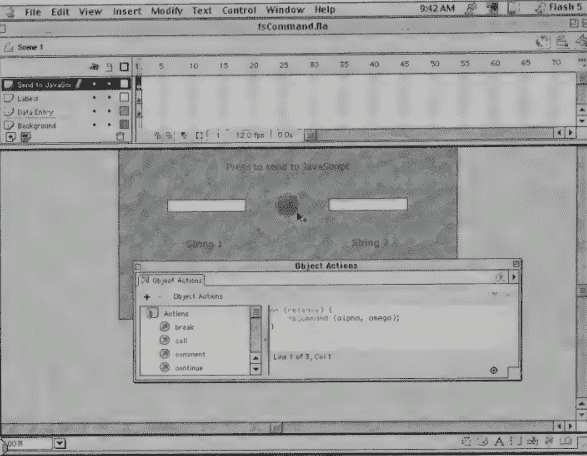 File Edit View Insert Modify Text Control Window Help 9:42 AM Flash 5
fsCommand.fla
Scene 1
1 5 10 15 20 25 30 35 40 45 50 55 60 65 70
Send to JavaScr
Labels
Data Entry
Background
1 12.0 fps 0.0s
Press to send to JavaScript
String 1 String 2
Object Actions
Object Actions
+ - Object Actions
Actions
break
call
comment
continue
on (release) {
fscommand (alpha, omega);
}
Line 1 of 3, Col 1
100%